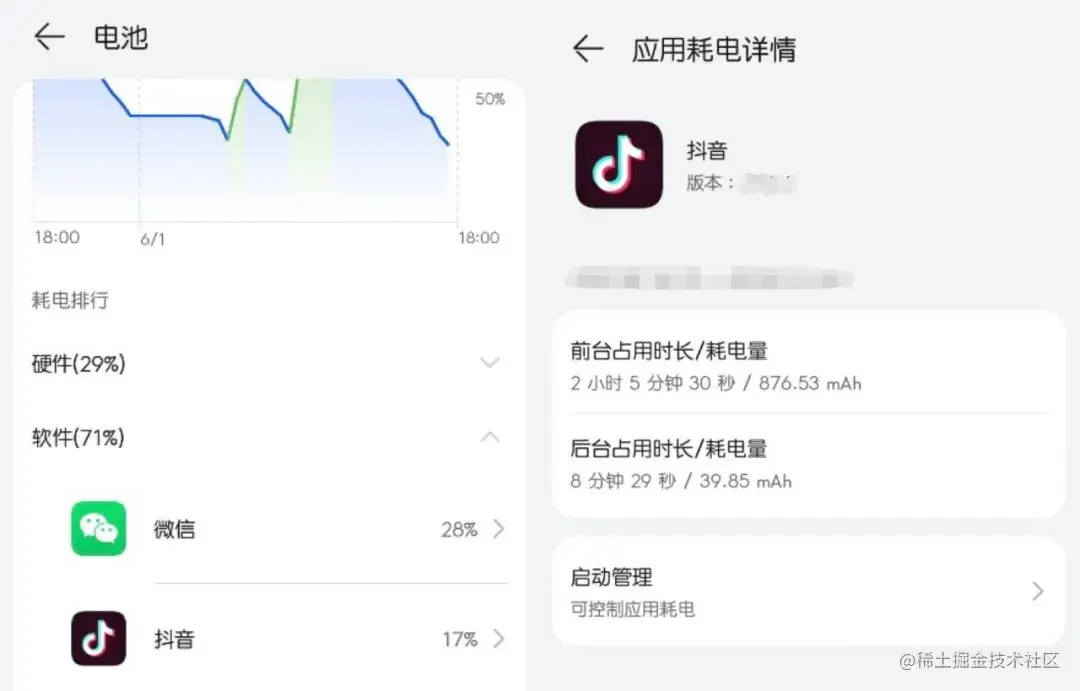 电池
50%
18:00
6/1
18:00
耗电排行
硬件(29%)
软件(71%)
微信
28%
抖音
17%
应用耗电详情
抖音
版本：
前台占用时长/耗电量
2 小时 5 分钟 30 秒 / 876.53 mAh
后台占用时长/耗电量
8 分钟 29 秒 / 39.85 mAh
启动管理
可控制应用耗电
@稀土掘金技术社区